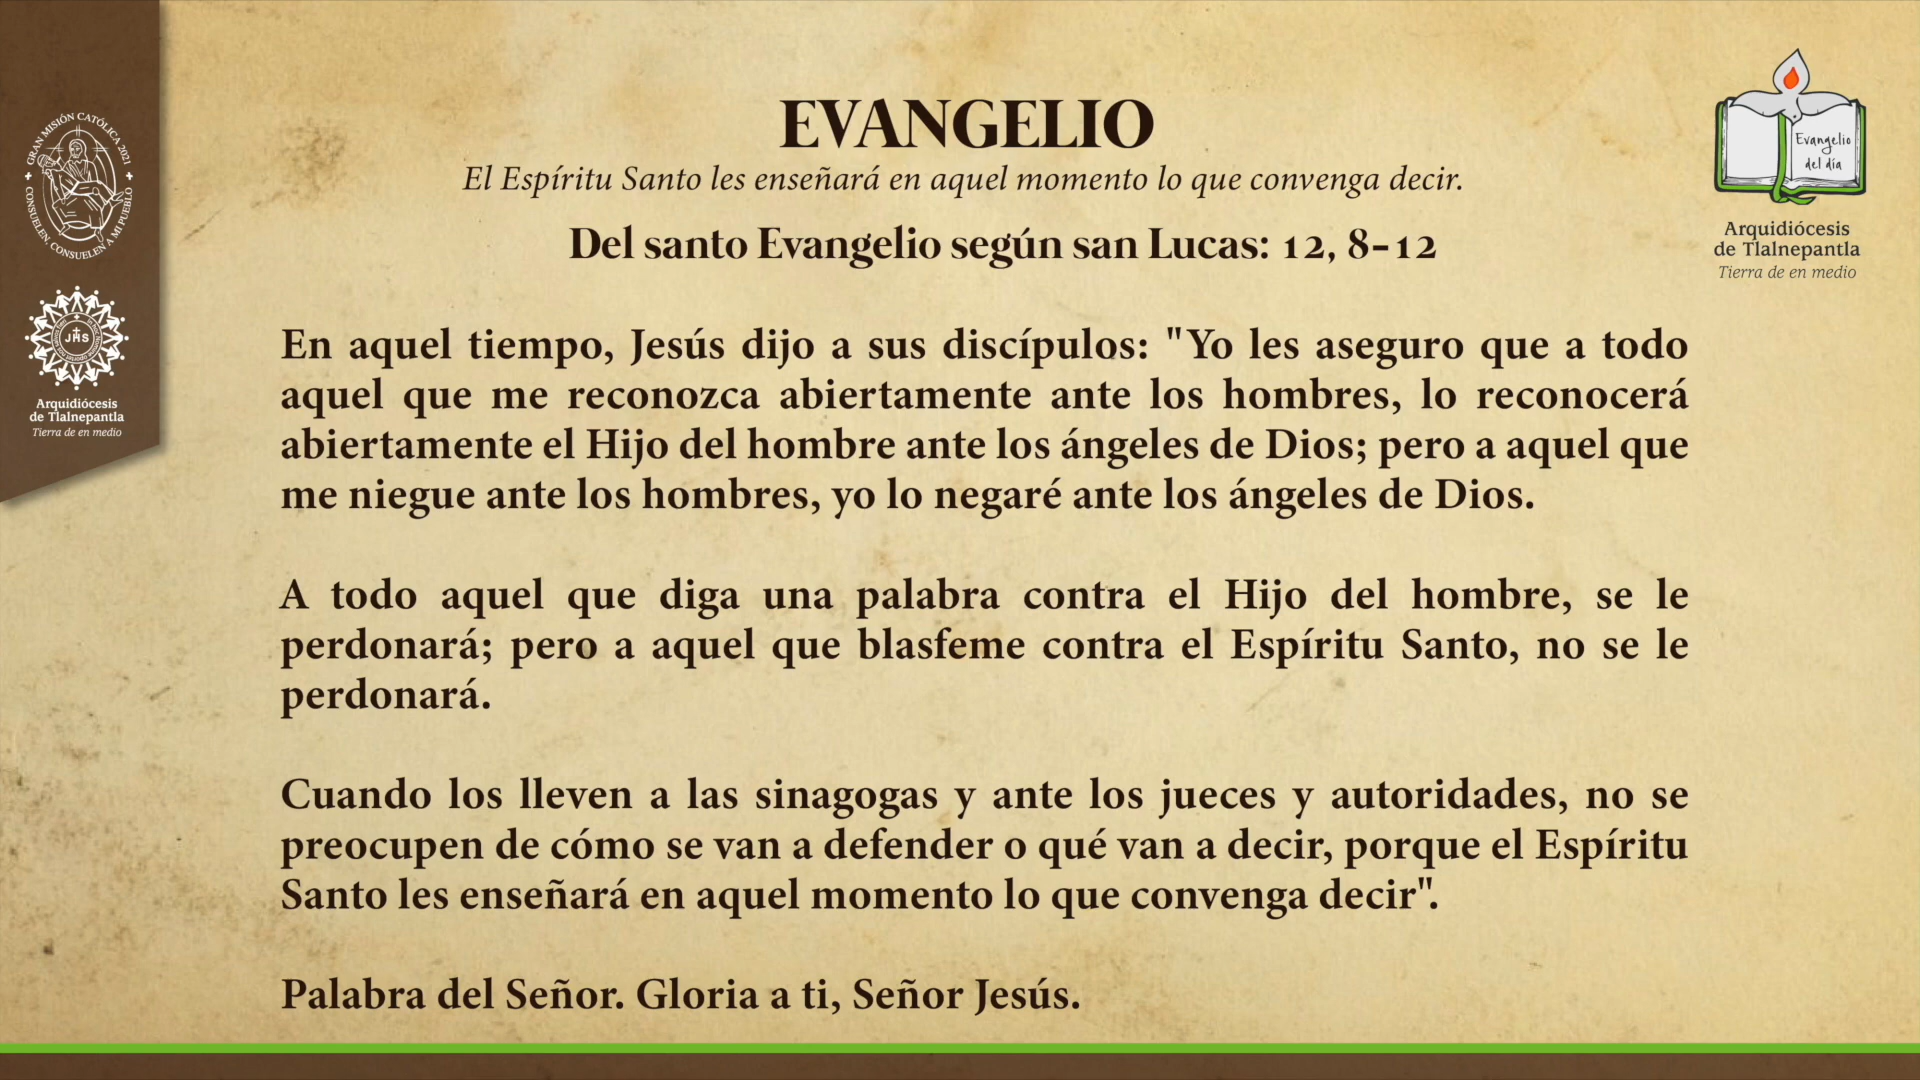 GRAN MISIÓN CATÓLICA 2021
CONSUELEN, CONSUELEN A MI PUEBLO
JHS
Arquidiócesis
de Tlalnepantla
Tierra de en medio
EVANGELIO
El Espíritu Santo les enseñará en aquel momento lo que convenga decir.
Del santo Evangelio según san Lucas: 12, 8-12
Evangelio
del día
Arquidiócesis
de Tlalnepantla
Tierra de en medio
En aquel tiempo, Jesús dijo a sus discípulos: "Yo les aseguro que a todo
aquel que me reconozca abiertamente ante los hombres, lo reconocerá
abiertamente el Hijo del hombre ante los ángeles de Dios; pero a aquel que
me niegue ante los hombres, yo lo negaré ante los ángeles de Dios.
A todo aquel que diga una palabra contra el Hijo del hombre, se le
perdonará; pero a aquel que blasfeme contra el Espíritu Santo, no se le
perdonará.
Cuando los lleven a las sinagogas y ante los jueces y autoridades, no se
preocupen de cómo se van a defender o qué van a decir, porque el Espíritu
Santo les enseñará en aquel momento lo que convenga decir".
Palabra del Señor. Gloria a ti, Señor Jesús.